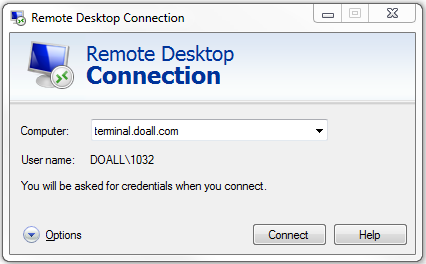 Remote Desktop Connection
Remote Desktop
Connection
Computer: terminal.doall.com
User name: DOALL\1032
You will be asked for credentials when you connect.
Options Connect Help